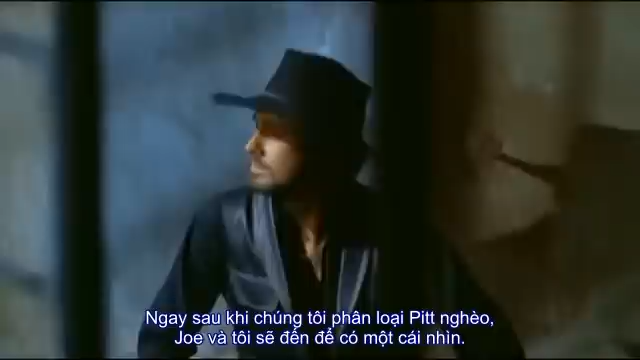 Ngay sau khi chúng tôi phân loại Pitt nghèo,
Joe và tôi sẽ đến để có một cái nhìn.